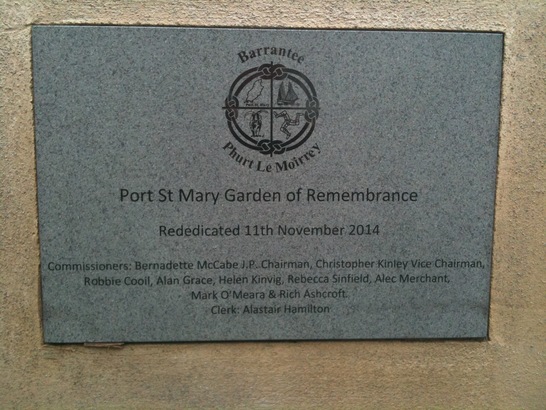 Barrantee
Phurt Le Moirrey
Port St Mary Garden of Remembrance
Rededicated 11th November 2014
Commissioners: Bernadette McCabe J.P. Chairman, Christopher Kinley Vice Chairman,
Robbie Cooil, Alan Grace, Helen Kinvig, Rebecca Sinfield, Alec Merchant,
Mark O'Meara & Rich Ashcroft.
Clerk: Alastair Hamilton